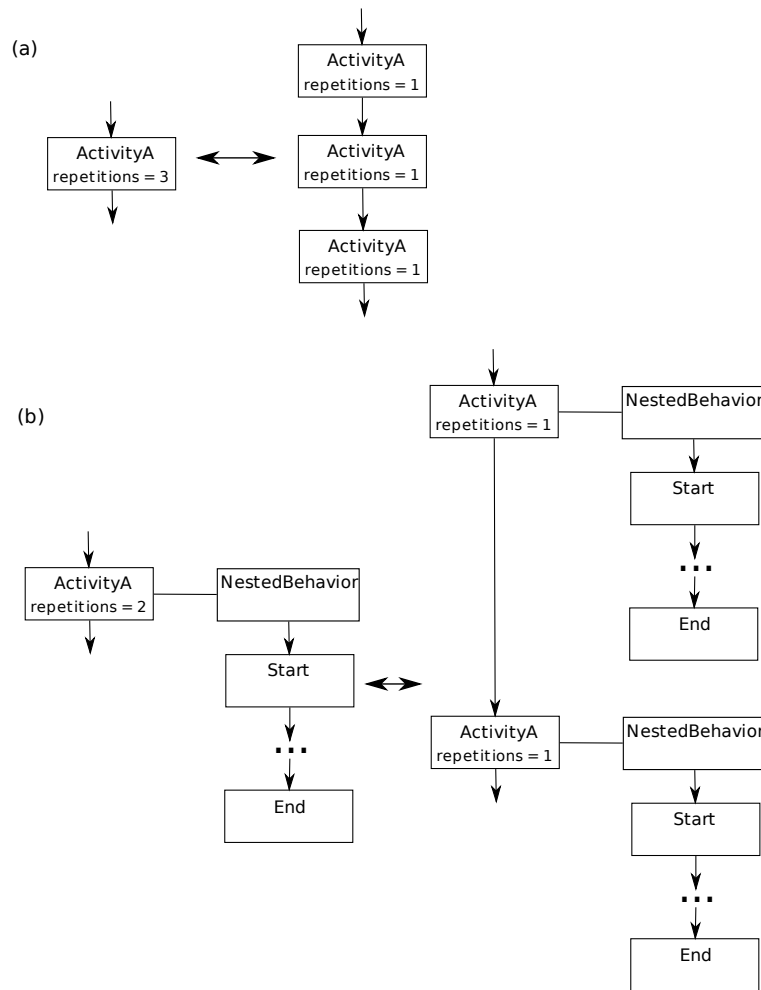 (a)
ActivityA
repetitions = 3
ActivityA
repetitions = 1
ActivityA
repetitions = 1
ActivityA
repetitions = 1
(b)
ActivityA
repetitions = 2
NestedBehavior
Start
...
End
ActivityA
repetitions = 1
NestedBehavior
Start
...
End
ActivityA
repetitions = 1
NestedBehavior
Start
...
End